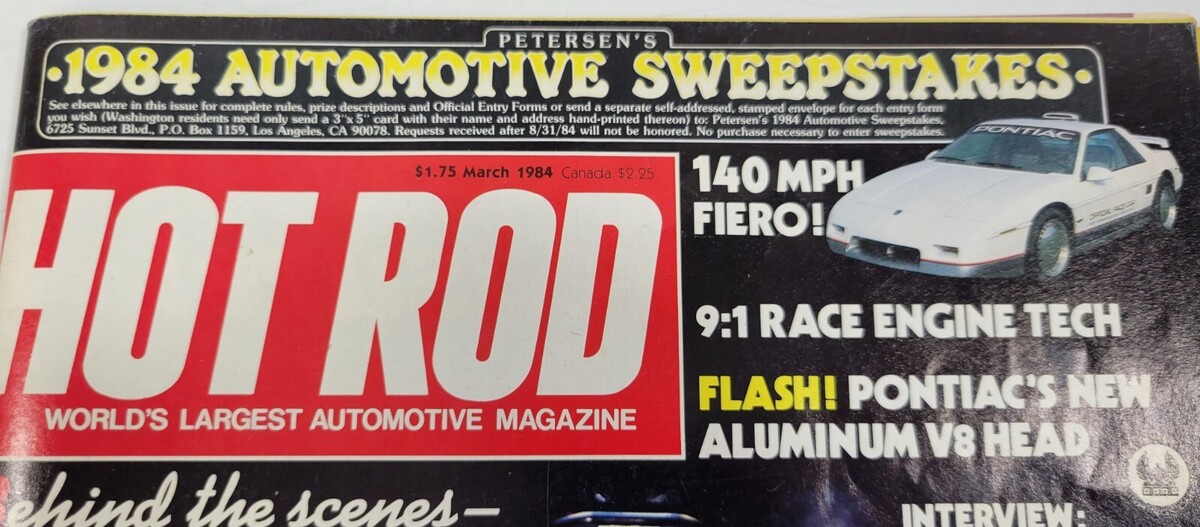 PETERSEN'S
·1984 AUTOMOTIVE SWEEPSTAKES·
See elsewhere in this issue for complete rules, prize descriptions and Official Entry Forms or send a separate self-addressed, stamped envelope for each entry form
you wish (Washington residents need only send a 3"x 5" card with their name and address hand-printed thereon) to: Petersen's 1984 Automotive Sweepstakes,
6725 Sunset Blvd., P.O. Box 1159, Los Angeles, CA 90078. Requests received after 8/31/84 will not be honored. No purchase necessary to enter sweepstakes.
$1.75 March 1984 Canada $2.25
HOT ROD
WORLD'S LARGEST AUTOMOTIVE MAGAZINE
140 MPH
FIERO!
PONTIAC
OFFICIAL PACE CAR
9:1 RACE ENGINE TECH
FLASH! PONTIAC'S NEW
ALUMINUM V8 HEAD
Behind the scenes—
INTERVIEW: